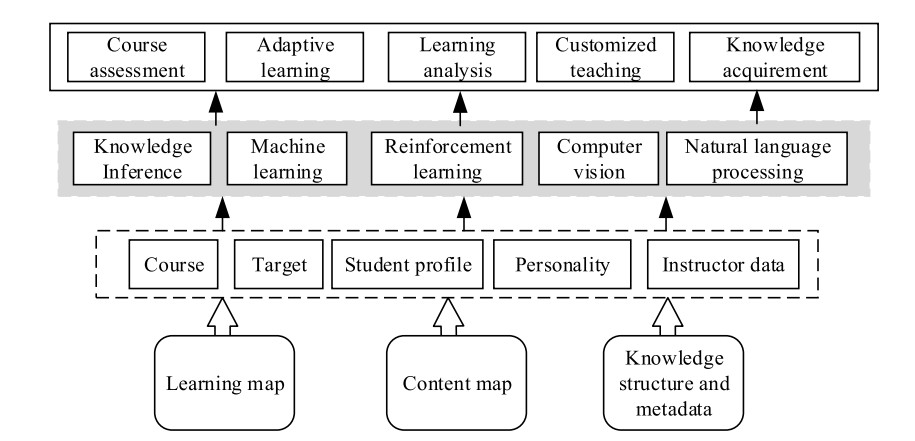 Course
assessment
Adaptive
learning
Learning
analysis
Customized
teaching
Knowledge
acquirement
Knowledge
Inference
Machine
learning
Reinforcement
learning
Computer
vision
Natural language
processing
Course
Target
Student profile
Personality
Instructor data
Learning map
Content map
Knowledge
structure and
metadata